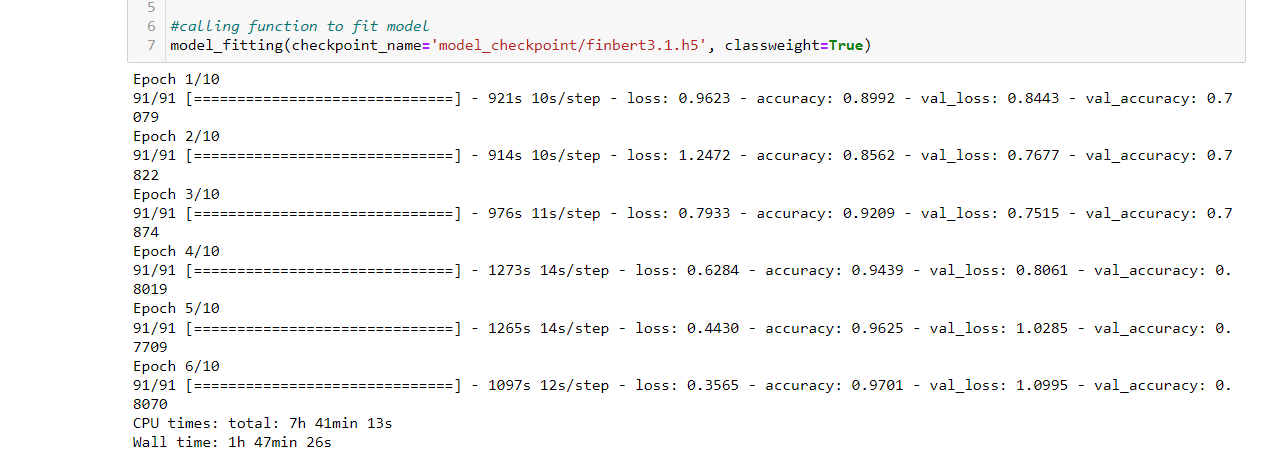 5
6 #calling function to fit model
7 model_fitting(checkpoint_name='model_checkpoint/finbert3.1.h5', classweight=True)
Epoch 1/10
91/91 [==============================] - 921s 10s/step - loss: 0.9623 - accuracy: 0.8992 - val_loss: 0.8443 - val_accuracy: 0.7
079
Epoch 2/10
91/91 [==============================] - 914s 10s/step - loss: 1.2472 - accuracy: 0.8562 - val_loss: 0.7677 - val_accuracy: 0.7
822
Epoch 3/10
91/91 [==============================] - 976s 11s/step - loss: 0.7933 - accuracy: 0.9209 - val_loss: 0.7515 - val_accuracy: 0.7
874
Epoch 4/10
91/91 [==============================] - 1273s 14s/step - loss: 0.6284 - accuracy: 0.9439 - val_loss: 0.8061 - val_accuracy: 0.
8019
Epoch 5/10
91/91 [==============================] - 1265s 14s/step - loss: 0.4430 - accuracy: 0.9625 - val_loss: 1.0285 - val_accuracy: 0.
7709
Epoch 6/10
91/91 [==============================] - 1097s 12s/step - loss: 0.3565 - accuracy: 0.9701 - val_loss: 1.0995 - val_accuracy: 0.
8070
CPU times: total: 7h 41min 13s
Wall time: 1h 47min 26s